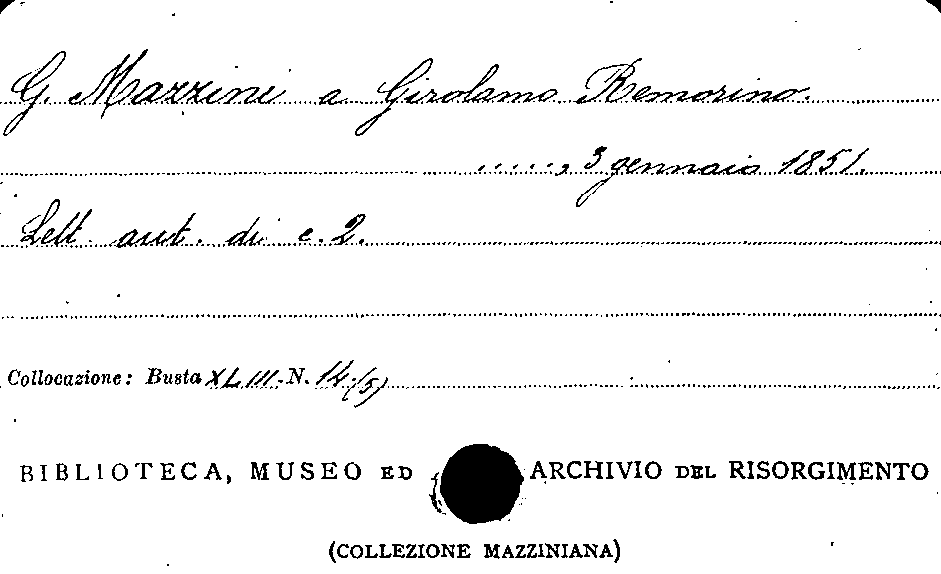 G. Mazzini a Girolamo Remorino.
......, 3 gennaio 1851.
Lett. aut. di c. 2.
Collocazione: Busta XLIII. N. 14.(5)
BIBLIOTECA, MUSEO ED ARCHIVIO DEL RISORGIMENTO
(COLLEZIONE MAZZINIANA)